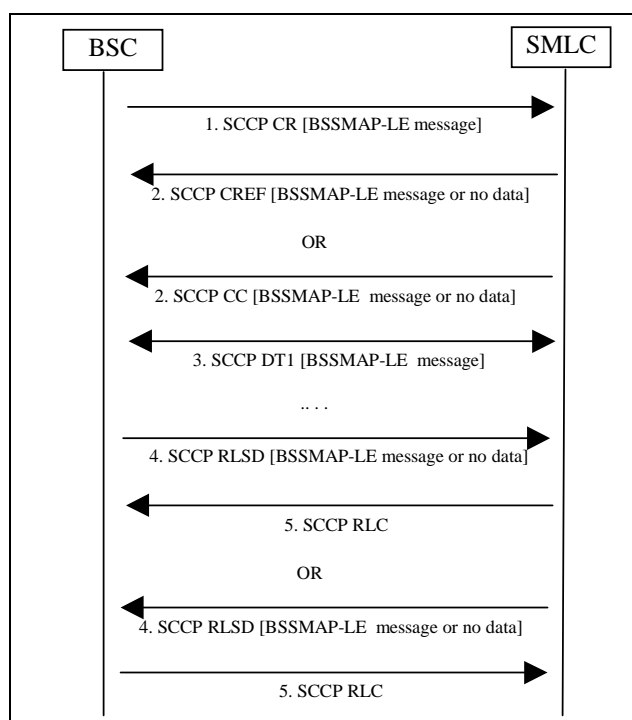 BSC
SMLC
1. SCCP CR [BSSMAP-LE message]
2. SCCP CREF [BSSMAP-LE message or no data]
OR
2. SCCP CC [BSSMAP-LE message or no data]
3. SCCP DT1 [BSSMAP-LE message]
.. . .
4. SCCP RLSD [BSSMAP-LE message or no data]
5. SCCP RLC
OR
4. SCCP RLSD [BSSMAP-LE message or no data]
5. SCCP RLC